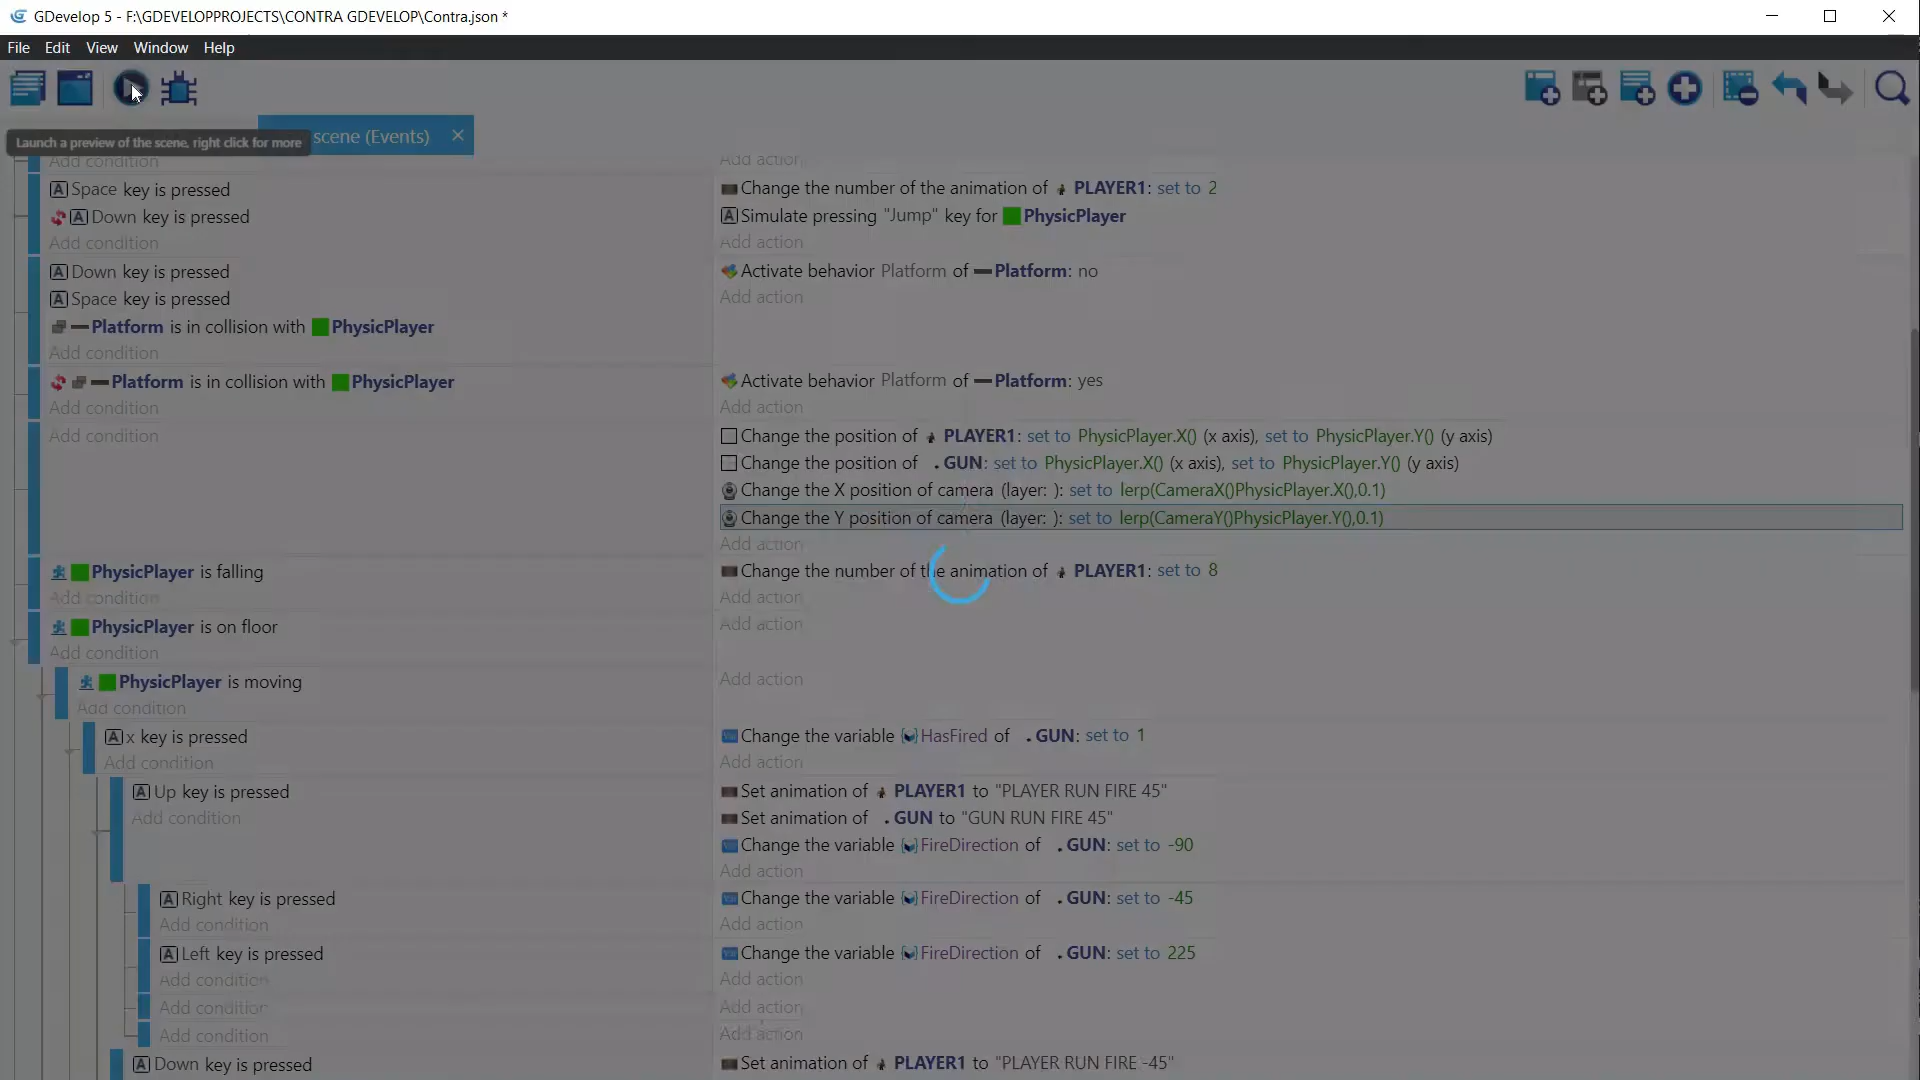 GDevelop 5 - F:\GDEVELOPPROJECTS\CONTRA GDEVELOP\Contra.json *
File Edit View Window Help
Launch a preview of the scene, right click for more
scene (Events)
Add condition Add action
Space key is pressed Change the number of the animation of PLAYER1: set to 2
Down key is pressed Simulate pressing "Jump" key for PhysicPlayer
Add condition Add action
Down key is pressed Activate behavior Platform of Platform: no
Space key is pressed Add action
Platform is in collision with PhysicPlayer
Add condition
Platform is in collision with PhysicPlayer Activate behavior Platform of Platform: yes
Add condition Add action
Add condition Change the position of PLAYER1: set to PhysicPlayer.X() (x axis), set to PhysicPlayer.Y() (y axis)
Change the position of GUN: set to PhysicPlayer.X() (x axis), set to PhysicPlayer.Y() (y axis)
Change the X position of camera (layer: ): set to lerp(CameraX()PhysicPlayer.X(),0.1)
Change the Y position of camera (layer: ): set to lerp(CameraY()PhysicPlayer.Y(),0.1)
Add action
PhysicPlayer is falling Change the number of the animation of PLAYER1: set to 8
Add condition Add action
PhysicPlayer is on floor Add action
Add condition
PhysicPlayer is moving Add action
Add condition
x key is pressed Change the variable HasFired of GUN: set to 1
Add condition Add action
Up key is pressed Set animation of PLAYER1 to "PLAYER RUN FIRE 45"
Add condition Set animation of GUN to "GUN RUN FIRE 45"
Change the variable FireDirection of GUN: set to -90
Add action
Right key is pressed Change the variable FireDirection of GUN: set to -45
Add condition Add action
Left key is pressed Change the variable FireDirection of GUN: set to 225
Add condition Add action
Add condition Add action
Add condition Add action
Down key is pressed Set animation of PLAYER1 to "PLAYER RUN FIRE -45"